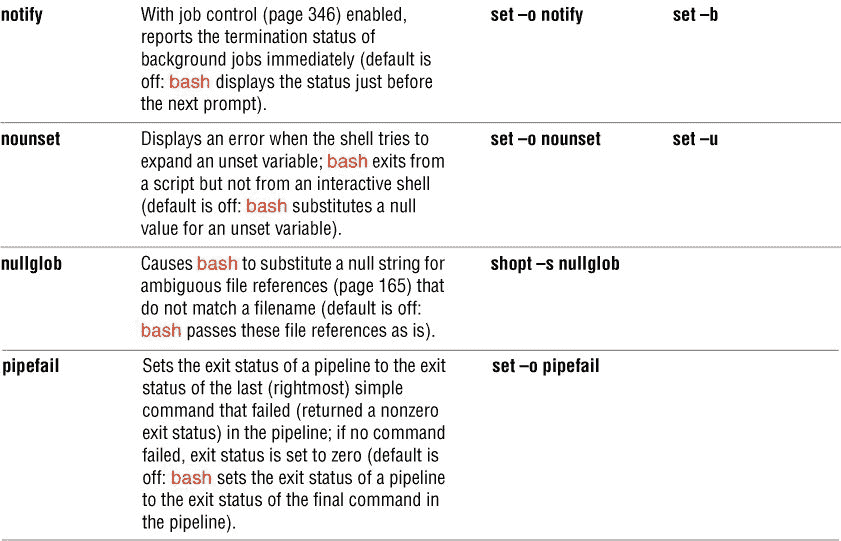 notify With job control (page 346) enabled, set –o notify set –b
reports the termination status of
background jobs immediately (default is
off: bash displays the status just before
the next prompt).
nounset Displays an error when the shell tries to set –o nounset set –u
expand an unset variable; bash exits from
a script but not from an interactive shell
(default is off: bash substitutes a null
value for an unset variable).
nullglob Causes bash to substitute a null string for shopt –s nullglob
ambiguous file references (page 165) that
do not match a filename (default is off:
bash passes these file references as is).
pipefail Sets the exit status of a pipeline to the exit set –o pipefail
status of the last (rightmost) simple
command that failed (returned a nonzero
exit status) in the pipeline; if no command
failed, exit status is set to zero (default is
off: bash sets the exit status of a pipeline
to the exit status of the final command in
the pipeline).